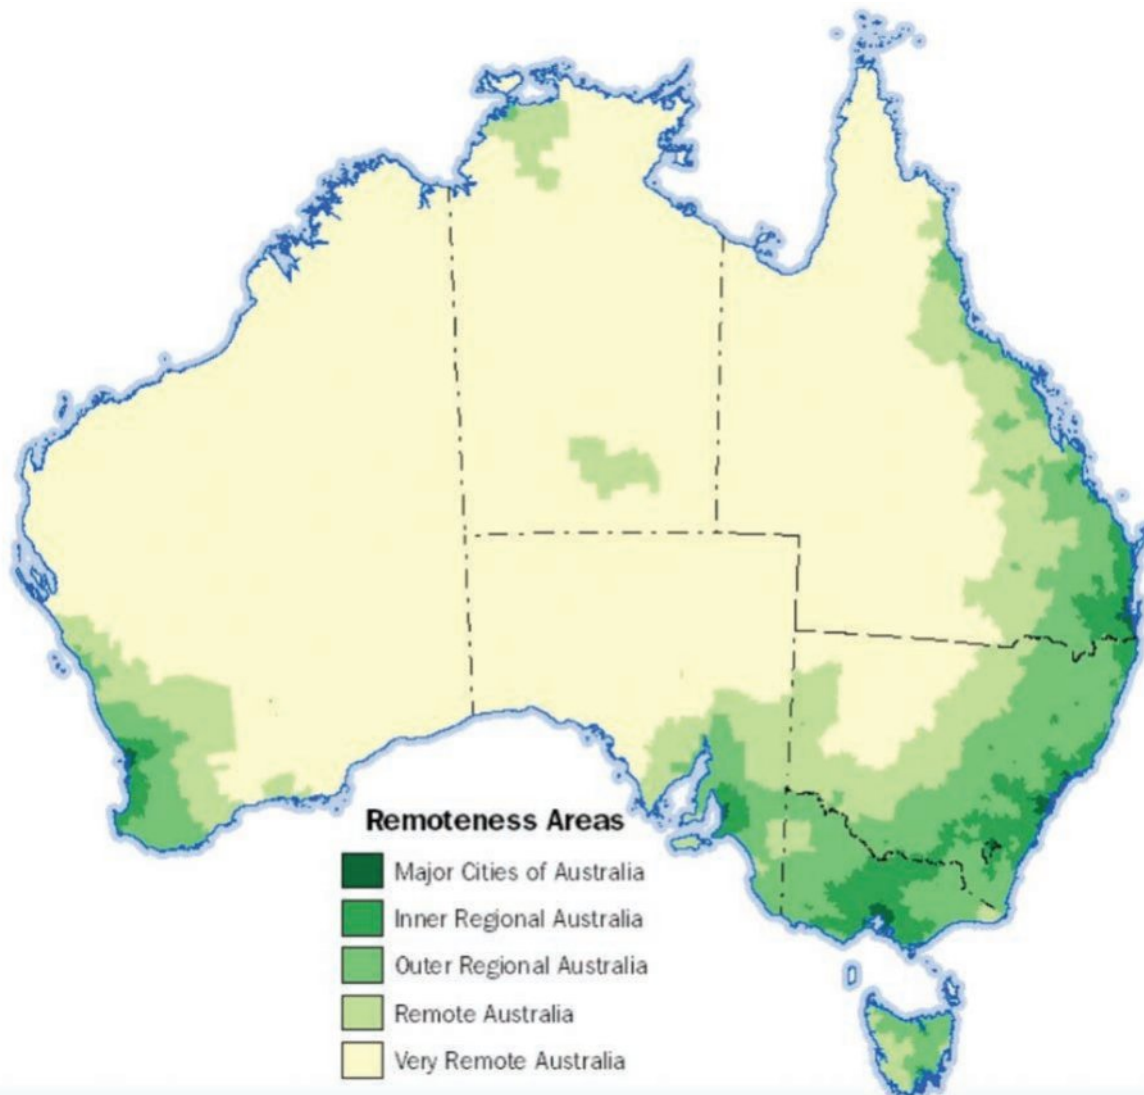 Remoteness Areas
Major Cities of Australia
Inner Regional Australia
Outer Regional Australia
Remote Australia
Very Remote Australia